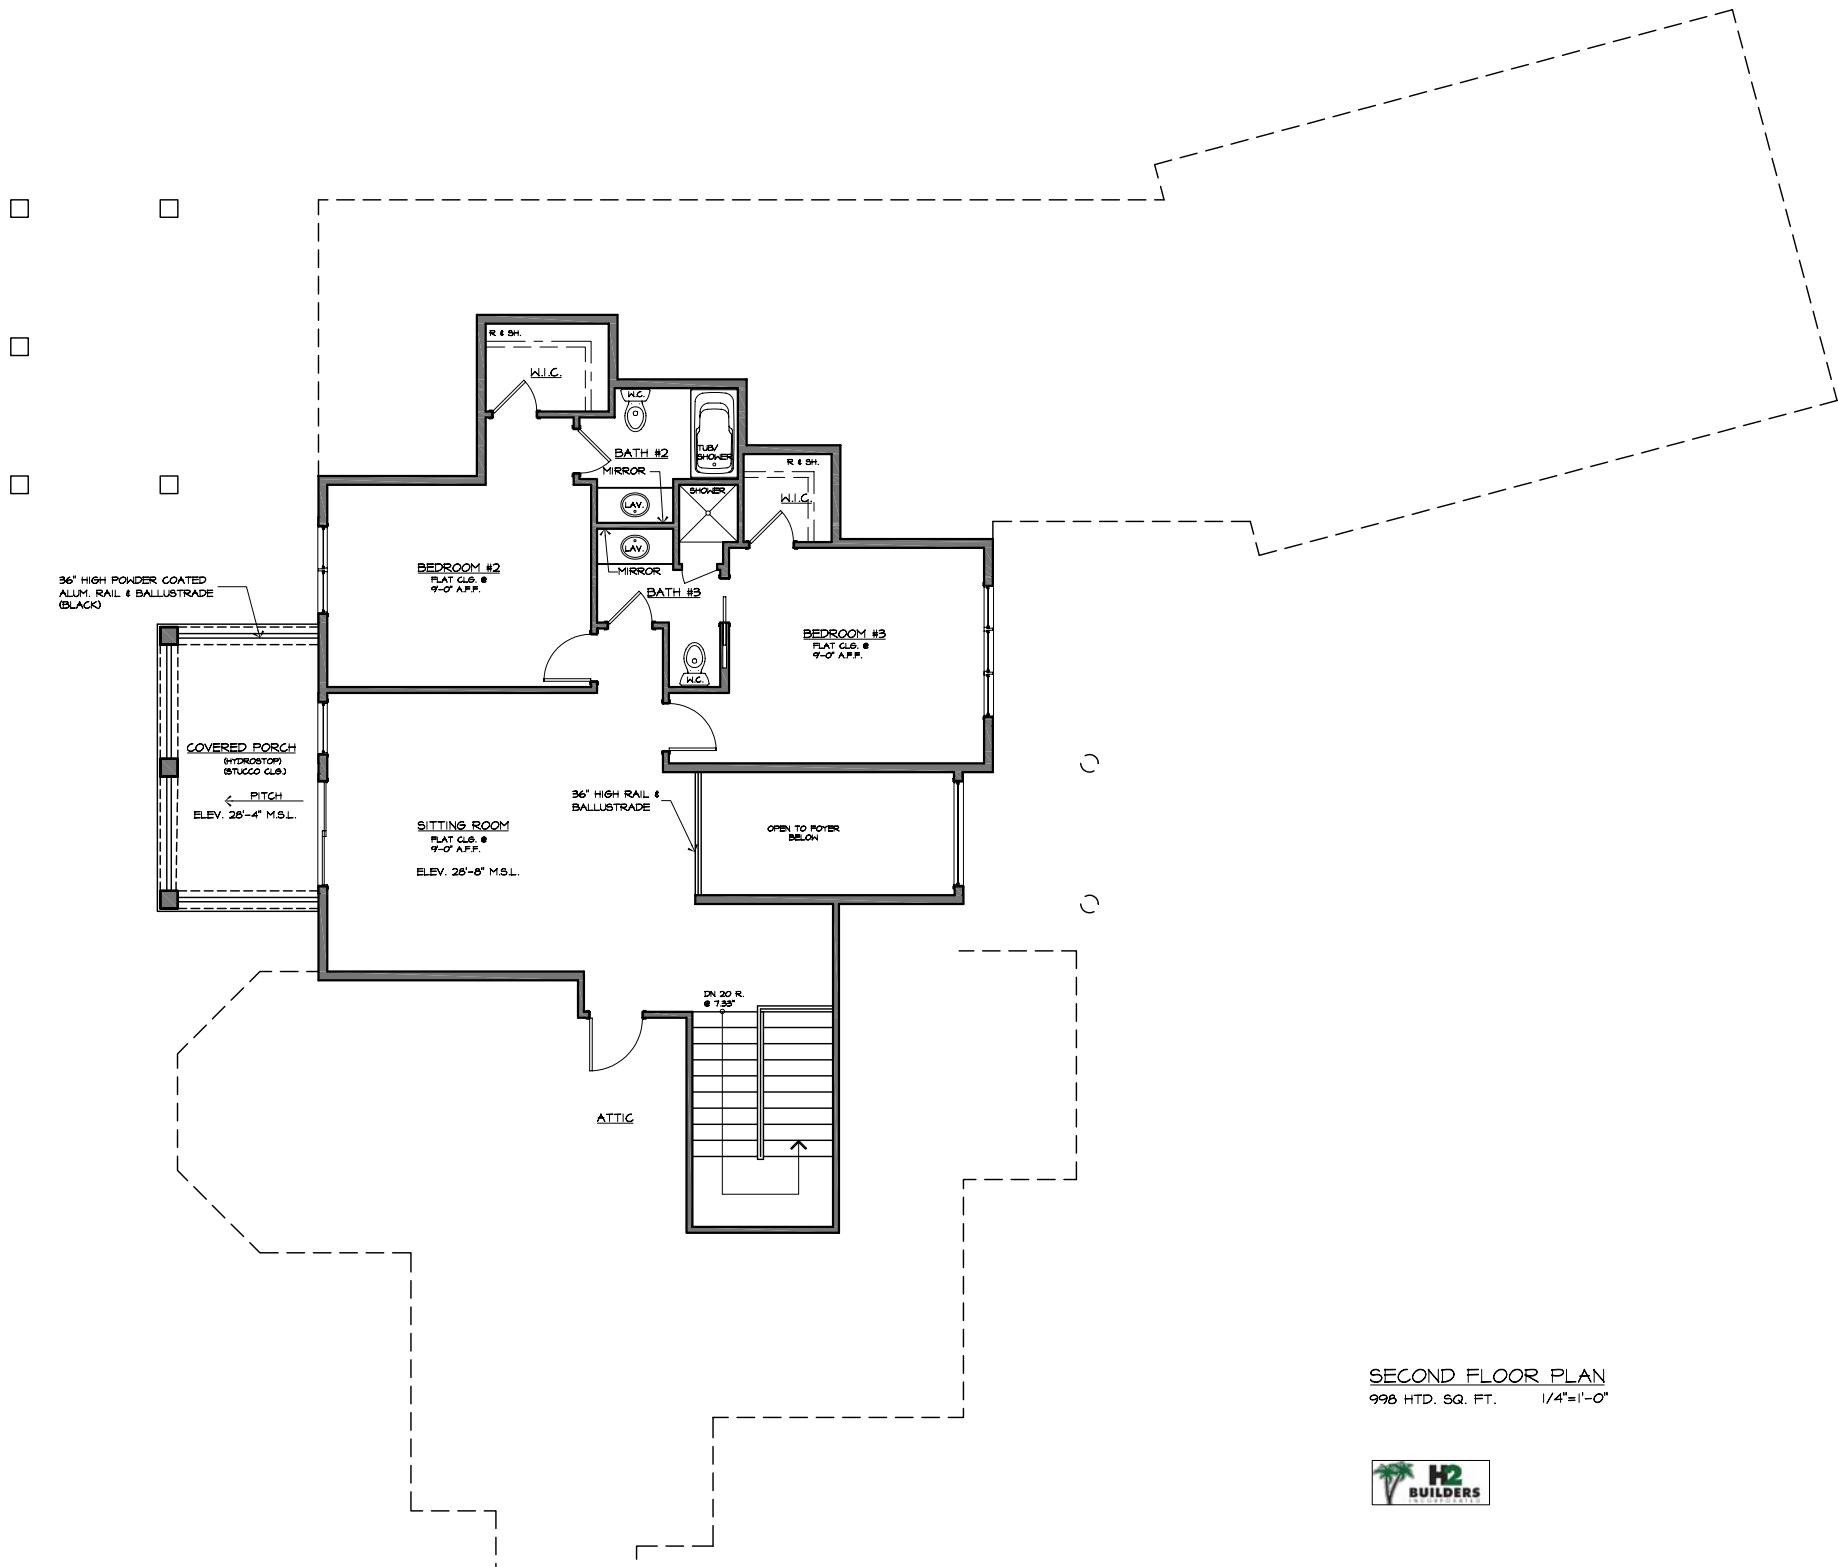 R & SH.
W.I.C.
W.C.
TUB/
SHOWER
BATH #2
MIRROR
R & SH.
W.I.C.
SHOWER
LAV.
LAV.
MIRROR
BATH #3
BEDROOM #2
FLAT CLG. @
9'-0" A.F.F.
36" HIGH POWDER COATED
ALUM. RAIL & BALLUSTRADE
(BLACK)
BEDROOM #3
FLAT CLG. @
9'-0" A.F.F.
W.C.
COVERED PORCH
(HYDROSTOP)
(STUCCO CLG.)
PITCH
ELEV. 28'-4" M.S.L.
36" HIGH RAIL &
BALLUSTRADE
SITTING ROOM
FLAT CLG. @
9'-0" A.F.F.
ELEV. 28'-8" M.S.L.
OPEN TO FOYER
BELOW
DN 20 R.
@ 7.33"
ATTIC
SECOND FLOOR PLAN
998 HTD. SQ. FT. 1/4"=1'-0"
H2
BUILDERS
INCORPORATED